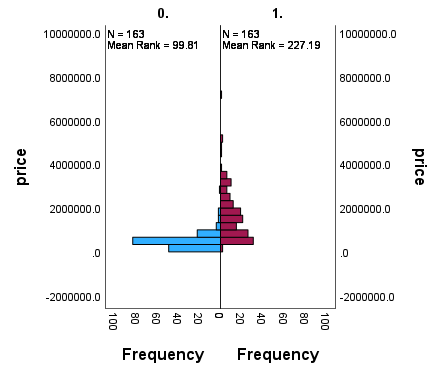 0. 1.
N = 163 N = 163
Mean Rank = 99.81 Mean Rank = 227.19
10000000.0 10000000.0
8000000.0 8000000.0
6000000.0 6000000.0
4000000.0 4000000.0
2000000.0 2000000.0
.0 .0
-2000000.0 -2000000.0
price price
100 80 60 40 20 0 20 40 60 80 100
Frequency Frequency